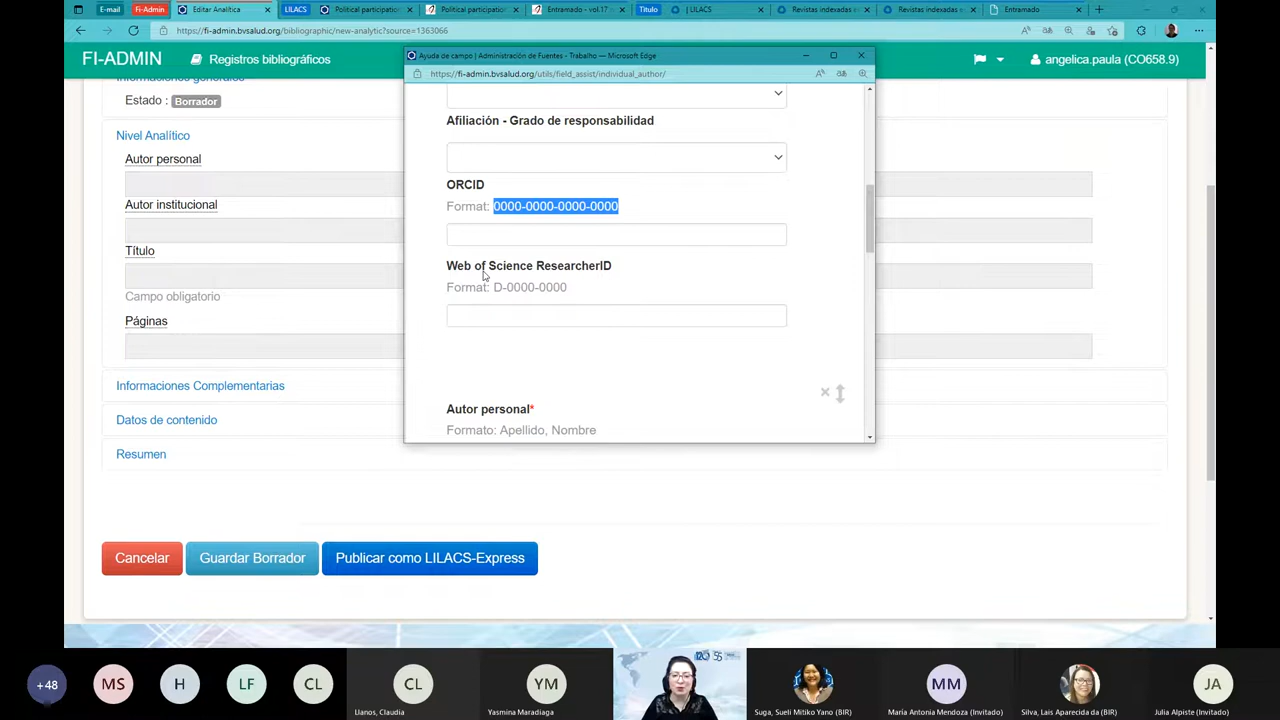 E-mail
Fi-Admin
Editar Analítica
LILACS
Political participation
Political participation
Entramado - vol.17
Título
| LILACS
Revistas indexadas e
Revistas indexadas e
Entramado
https://fi-admin.bvsalud.org/bibliographic/new-analytic?source=1363066
FI-ADMIN
Registros bibliográficos
angelica.paula (CO658.9)
Informaciones generales
Estado : Borrador
Nivel Analítico
Autor personal
Autor institucional
Título
Campo obligatorio
Páginas
Informaciones Complementarias
Datos de contenido
Resumen
Cancelar
Guardar Borrador
Publicar como LILACS-Express
Ayuda de campo | Administración de Fuentes - Trabalho — Microsoft Edge
https://fi-admin.bvsalud.org/utils/field_assist/individual_author/
Afiliación - Grado de responsabilidad
ORCID
Format: 0000-0000-0000-0000
Web of Science ResearcherID
Format: D-0000-0000
Autor personal*
Formato: Apellido, Nombre
+48
MS
H
LF
CL
CL
Llanos, Claudia
YM
Yasmina Maradiaga
Suga, Sueli Mitiko Yano (BIR)
MM
María Antonia Mendoza (Invitado)
Silva, Lais Aparecida da (BIR)
JA
Julia Alpiste (Invitado)